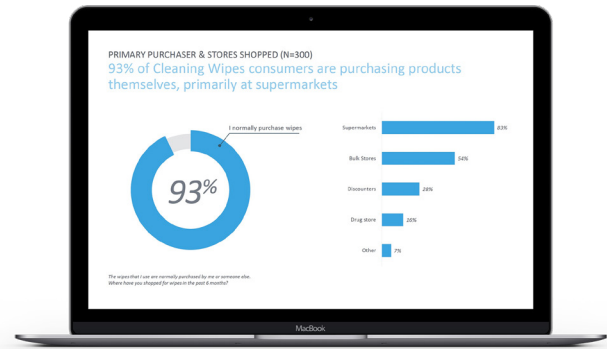 PRIMARY PURCHASER & STORES SHOPPED (N=300)
93% of Cleaning Wipes consumers are purchasing products
themselves, primarily at supermarkets
I normally purchase wipes
93%
Supermarkets
83%
Bulk Stores
54%
Discounters
28%
Drug store
16%
Other
7%
The wipes that I use are normally purchased by me or someone else.
Where have you shopped for wipes in the past 6 months?
MacBook